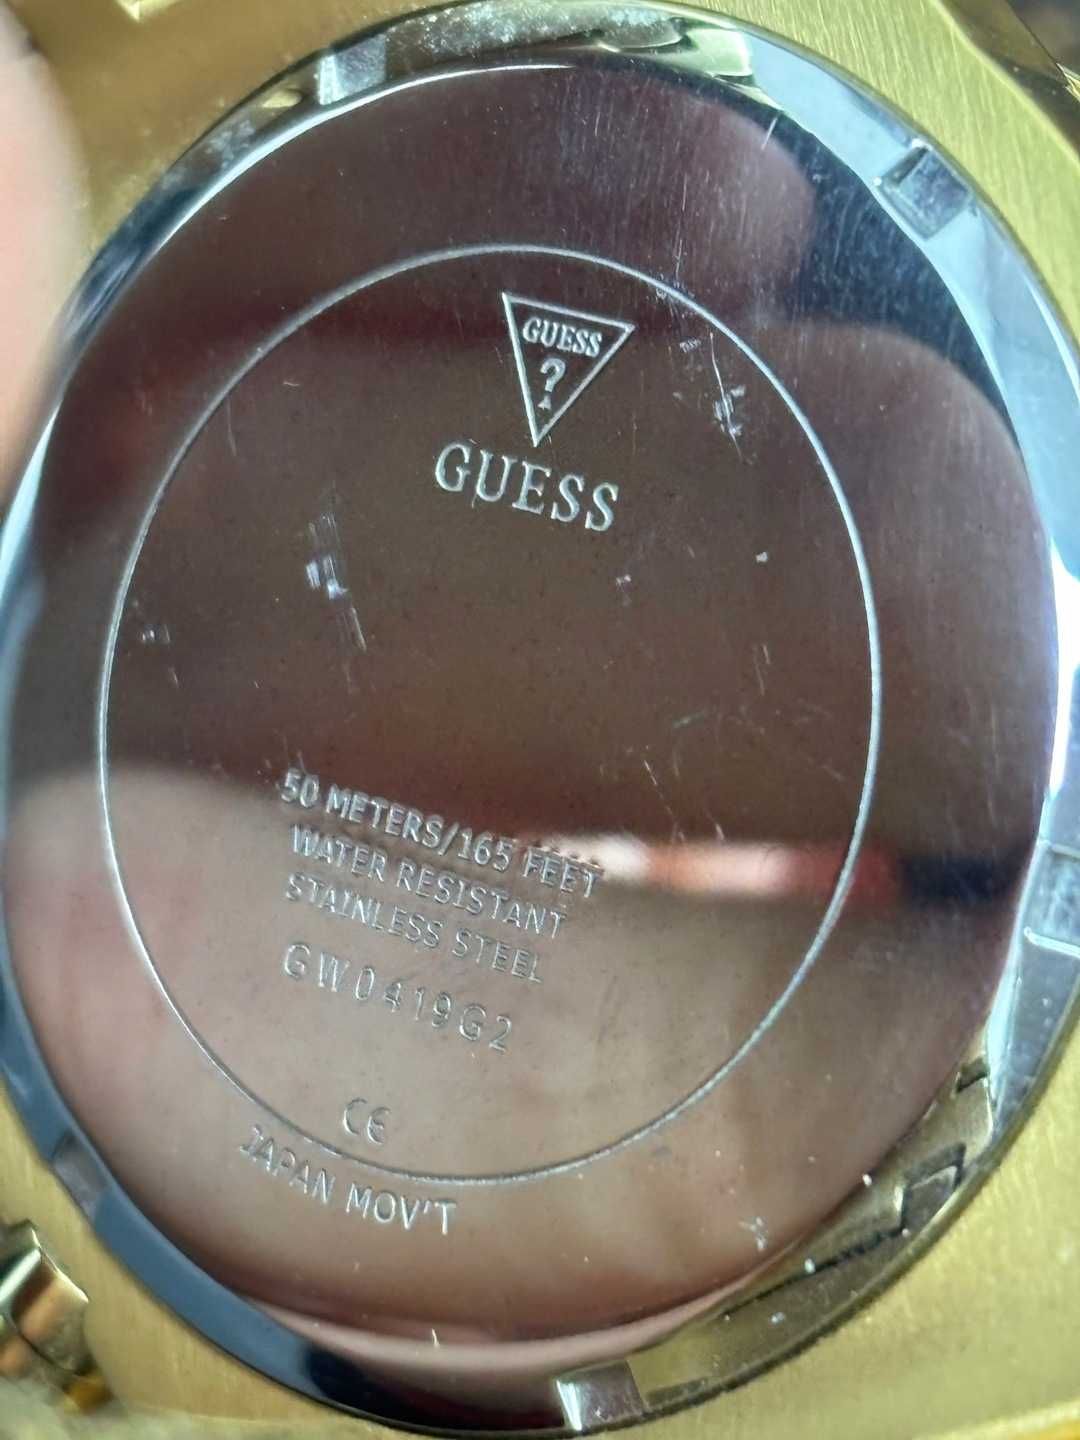 GUESS
?
GUESS
50 METERS/165 FEET
WATER RESISTANT
STAINLESS STEEL
GW0419G2
CE
JAPAN MOV'T